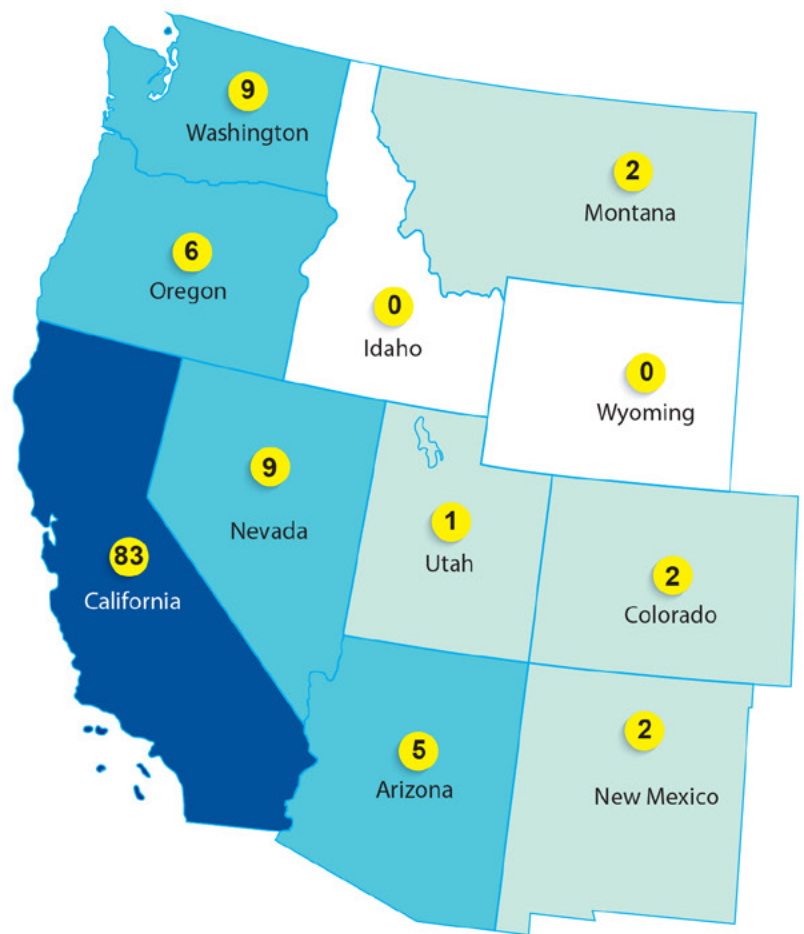 9
Washington
2
Montana
6
Oregon
0
Idaho
0
Wyoming
9
Nevada
1
Utah
83
California
2
Colorado
5
Arizona
2
New Mexico